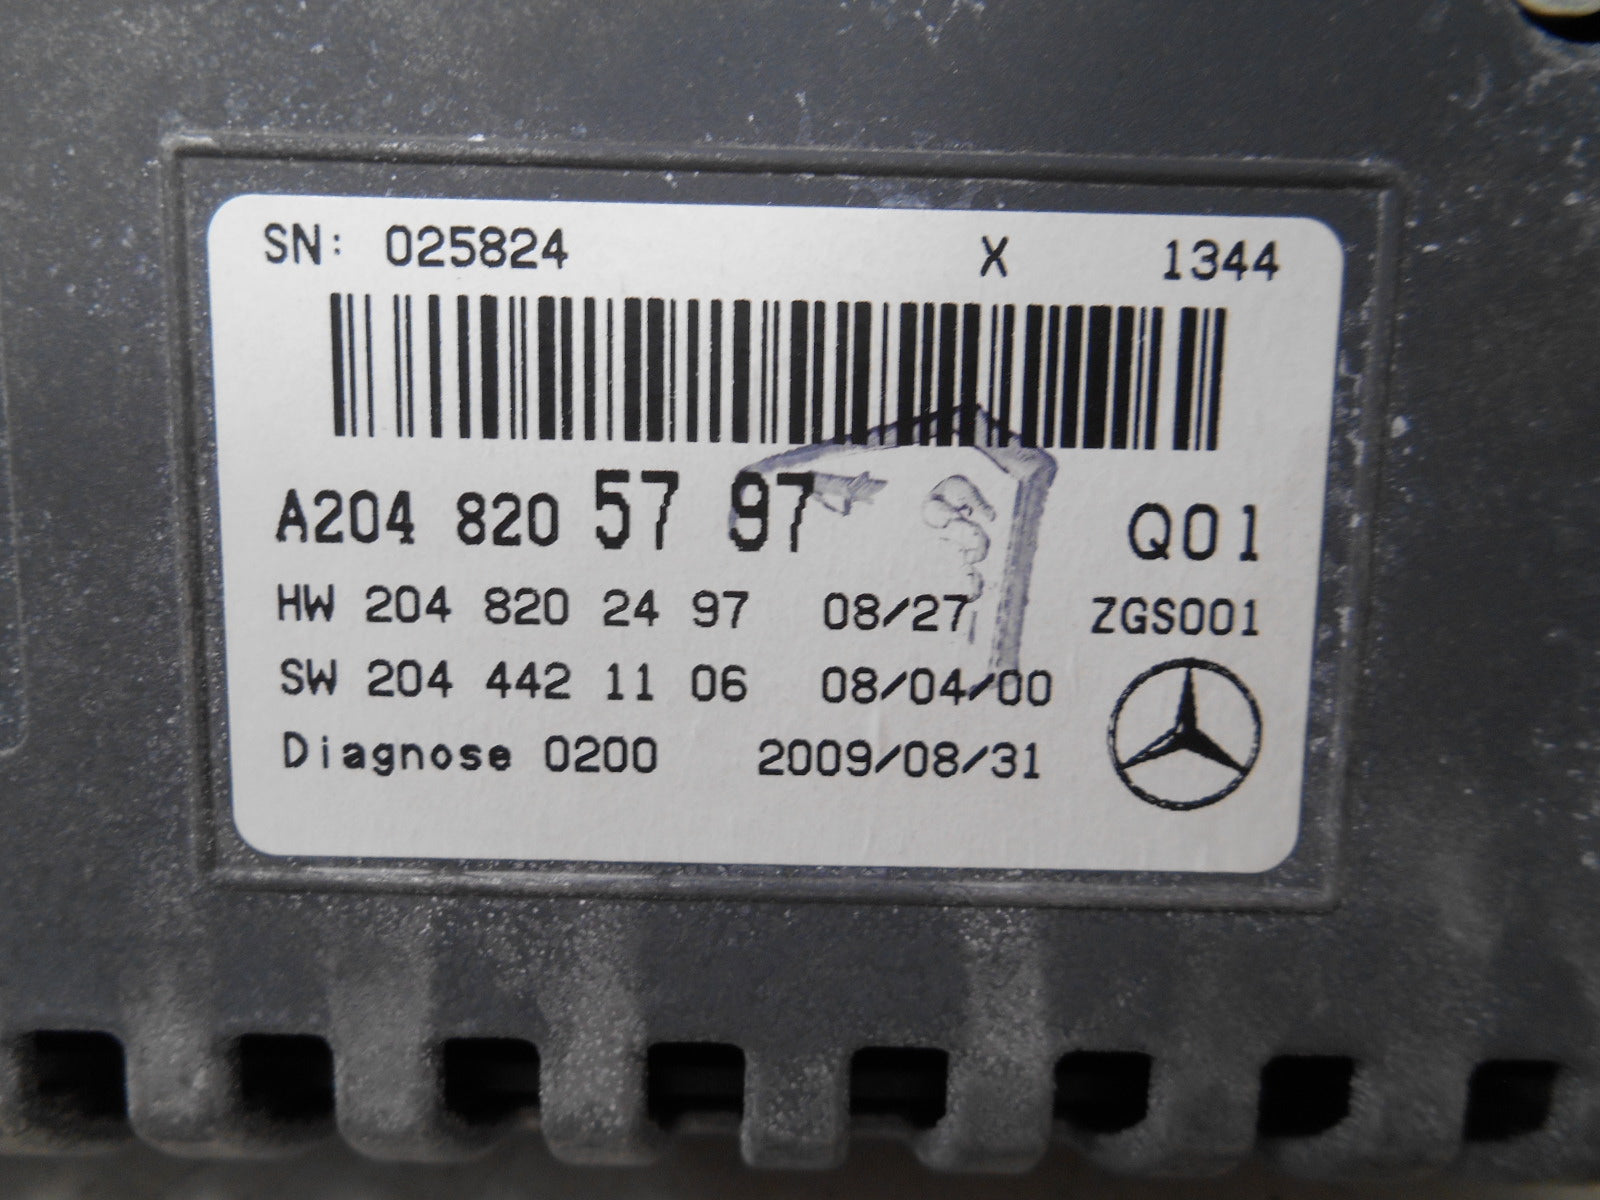 SN: 025824 X 1344
A204 820 57 97 Q01
HW 204 820 24 97 08/27 ZGS001
SW 204 442 11 06 08/04/00
Diagnose 0200 2009/08/31